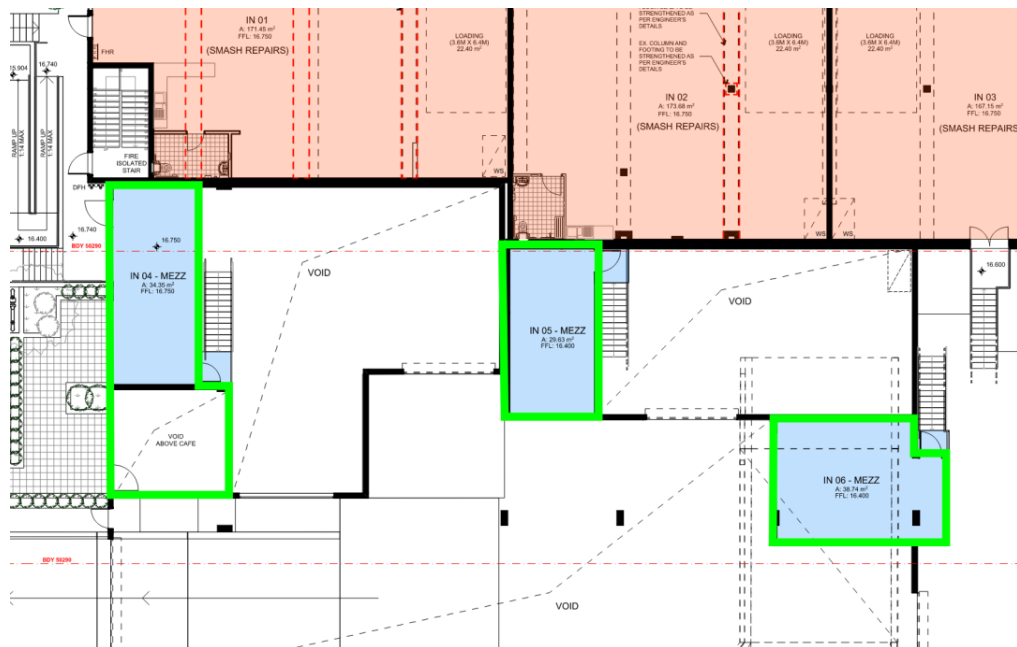 IN 01
A: 171.45 m²
FFL: 16.750
(SMASH REPAIRS)
FHR
LOADING
(3.6M X 6.4M)
22.40 m²
STRENGTHENED AS
PER ENGINEER'S
DETAILS
EX. COLUMN AND
FOOTING TO BE
STRENGTHENED AS
PER ENGINEER'S
DETAILS
LOADING
(3.6M X 6.4M)
22.40 m²
LOADING
(3.6M X 6.4M)
22.40 m²
IN 02
A: 173.68 m²
FFL: 16.750
(SMASH REPAIRS)
IN 03
A: 167.15 m²
FFL: 16.750
(SMASH REPAIRS)
15.904
16.740
RAMP UP
1:14 MAX
RAMP UP
1:14 MAX
FIRE
ISOLATED
STAIR
WS
DFH
WS
WS
16.400
16.740
BDY 50290
16.750
IN 04 - MEZZ
A: 34.35 m²
FFL: 16.750
VOID
16.600
VOID
IN 05 - MEZZ
A: 29.63 m²
FFL: 16.400
VOID
ABOVE CAFE
IN 06 - MEZZ
A: 38.74 m²
FFL: 16.400
BDY 50290
VOID